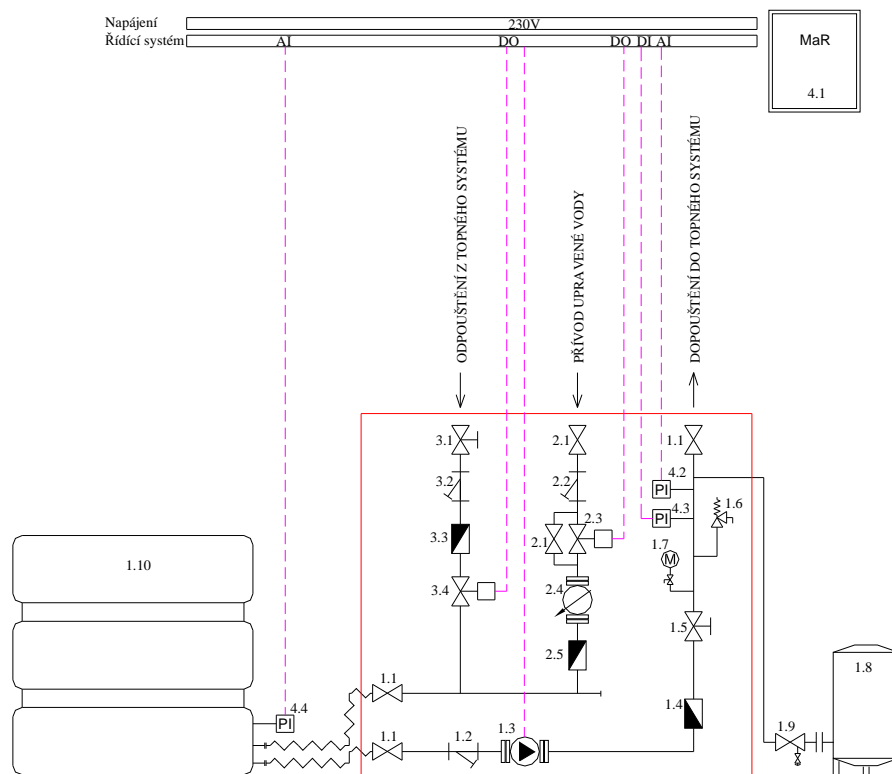 Napájení
230V
Řídící systém
AI
DO
DO
DI
AI
MaR
4.1
ODPOUŠTĚNÍ Z TOPNÉHO SYSTÉMU
PŘÍVOD UPRAVENÉ VODY
DOPOUŠTĚNÍ DO TOPNÉHO SYSTÉMU
3.1
2.1
1.1
3.2
2.2
4.2
PI
4.3
PI
1.6
3.3
2.1
2.3
1.7
M
1.10
3.4
2.4
1.5
2.5
1.8
1.1
4.4
PI
1.4
1.1
1.2
1.3
1.9